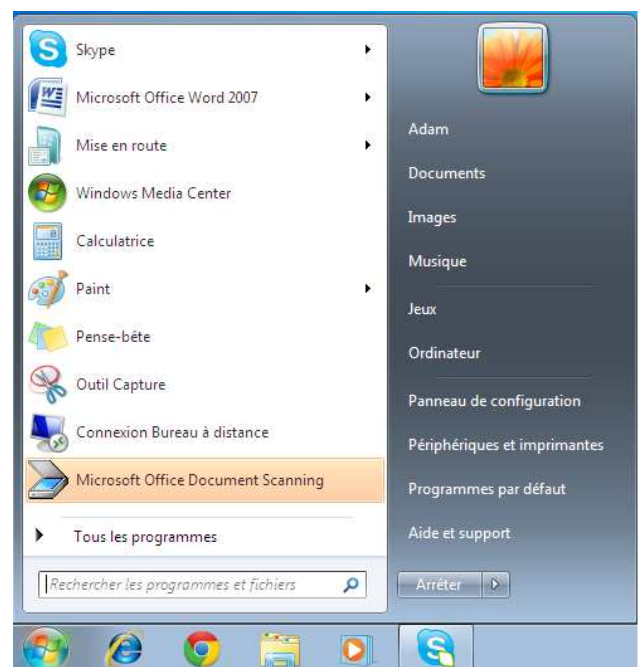 Skype
Microsoft Office Word 2007
Mise en route
Windows Media Center
Calculatrice
Paint
Pense-bête
Outil Capture
Connexion Bureau à distance
Microsoft Office Document Scanning
Tous les programmes
Rechercher les programmes et fichiers
Adam
Documents
Images
Musique
Jeux
Ordinateur
Panneau de configuration
Périphériques et imprimantes
Programmes par défaut
Aide et support
Arrêter